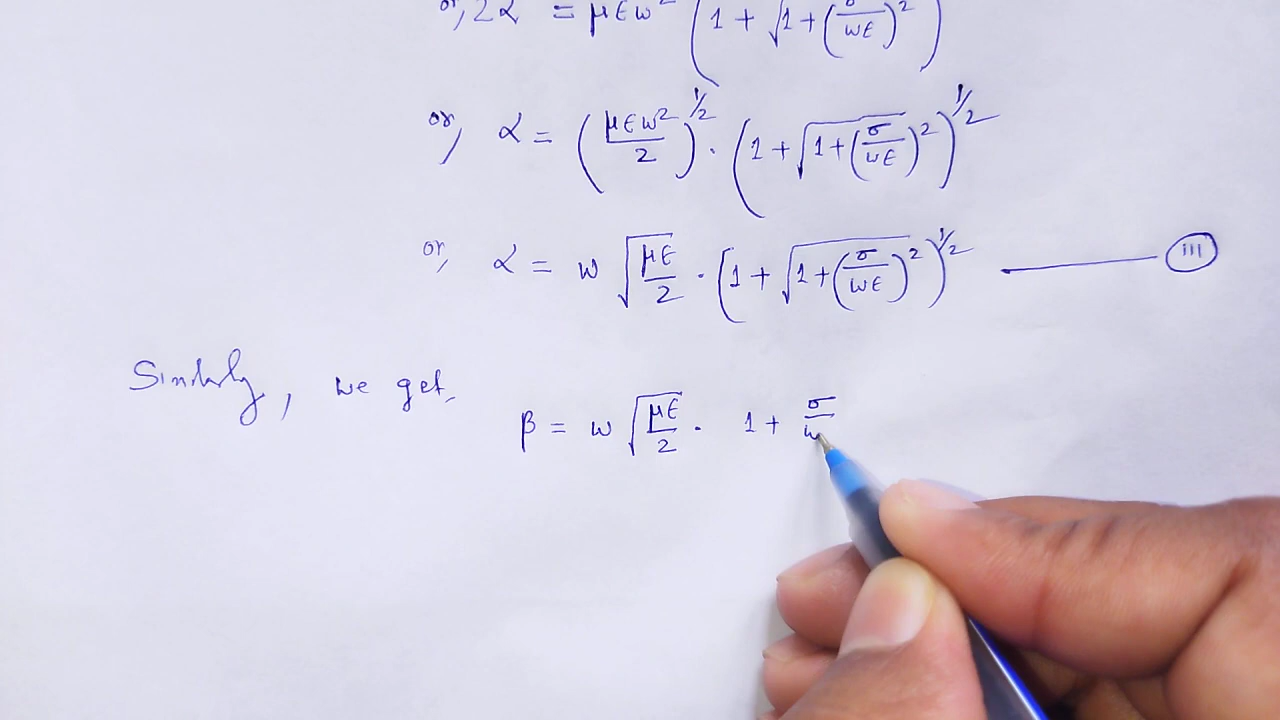 or, 2α = μϵω² (1 + √1+(σ/ωϵ)²)
or, α = (μϵω²/2)^1/2 · (1 + √1+(σ/ωϵ)²)^1/2
or, α = ω √μϵ/2 · (1 + √1+(σ/ωϵ)²)^1/2 ——— (iii)
Similarly, we get,
β = ω √μϵ/2 · 1 + σ/ω